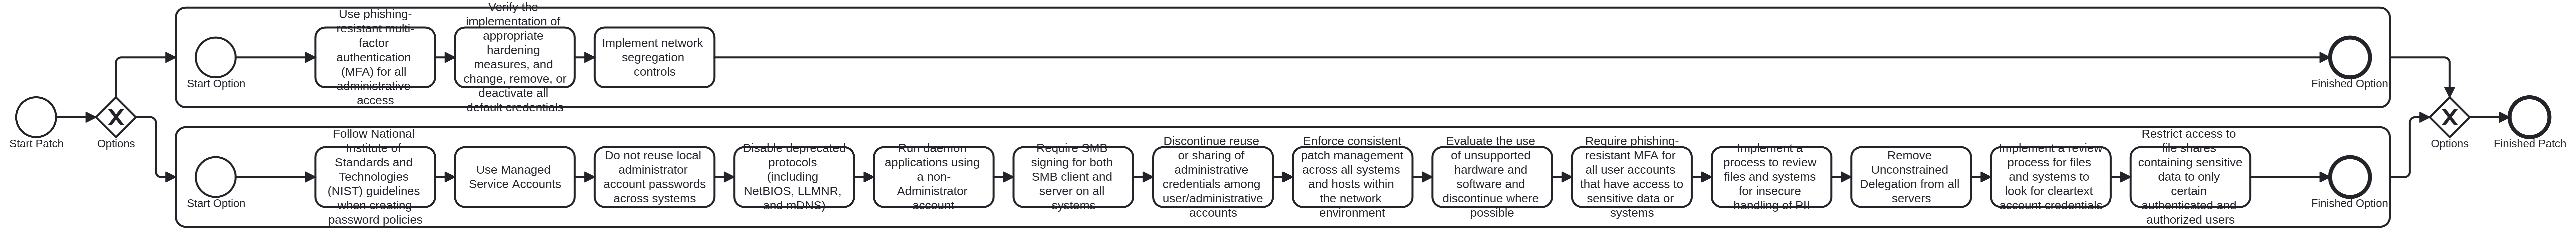 Start Patch
Options
Start Option
Use phishing-
resistant multi-
factor
authentication
(MFA) for all
administrative
access
Verify the
implementation of
appropriate
hardening
measures, and
change, remove, or
deactivate all
default credentials
Implement network
segregation
controls
Finished Option
Start Option
Follow National
Institute of
Standards and
Technologies
(NIST) guidelines
when creating
password policies
Use Managed
Service Accounts
Do not reuse local
administrator
account passwords
across systems
Disable deprecated
protocols
(including
NetBIOS, LLMNR,
and mDNS)
Run daemon
applications using
a non-
Administrator
account
Require SMB
signing for both
SMB client and
server on all
systems
Discontinue reuse
or sharing of
administrative
credentials among
user/administrative
accounts
Enforce consistent
patch management
across all systems
and hosts within
the network
environment
Evaluate the use
of unsupported
hardware and
software and
discontinue where
possible
Require phishing-
resistant MFA for
all user accounts
that have access to
sensitive data or
systems
Implement a
process to review
files and systems
for insecure
handling of PII
Remove
Unconstrained
Delegation from all
servers
Implement a review
process for files
and systems to
look for cleartext
account credentials
Restrict access to
file shares
containing sensitive
data to only
certain
authenticated and
authorized users
Finished Option
Options
Finished Patch